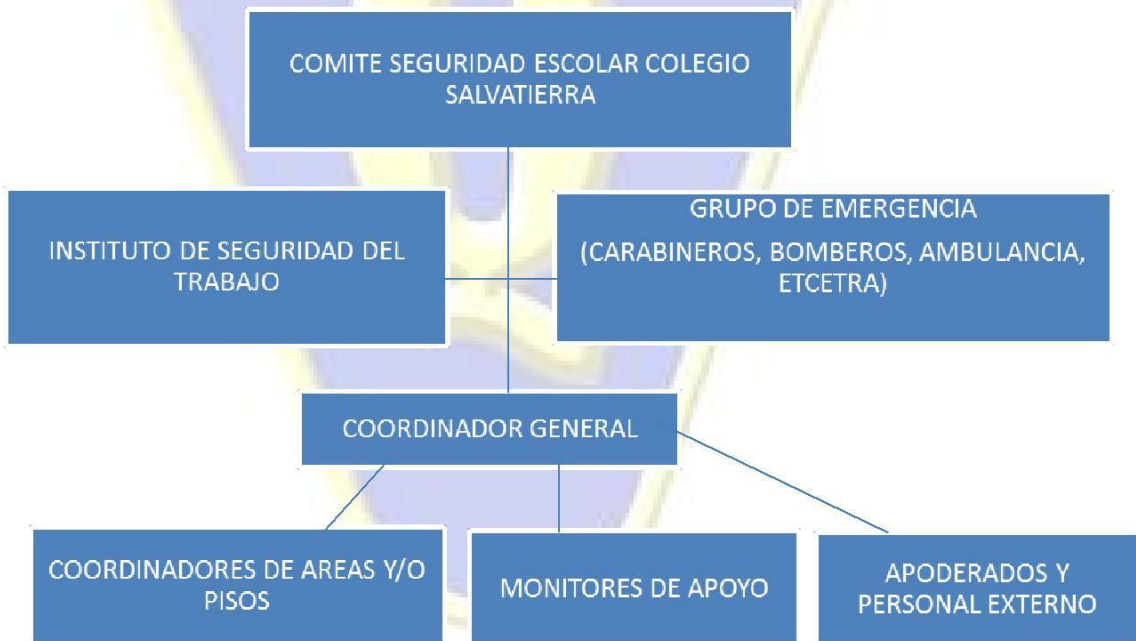 COMITE SEGURIDAD ESCOLAR COLEGIO
SALVATIERRA
INSTITUTO DE SEGURIDAD DEL
TRABAJO
GRUPO DE EMERGENCIA
(CARABINEROS, BOMBEROS, AMBULANCIA,
ETCETRA)
COORDINADOR GENERAL
COORDINADORES DE AREAS Y/O
PISOS
MONITORES DE APOYO
APODERADOS Y
PERSONAL EXTERNO